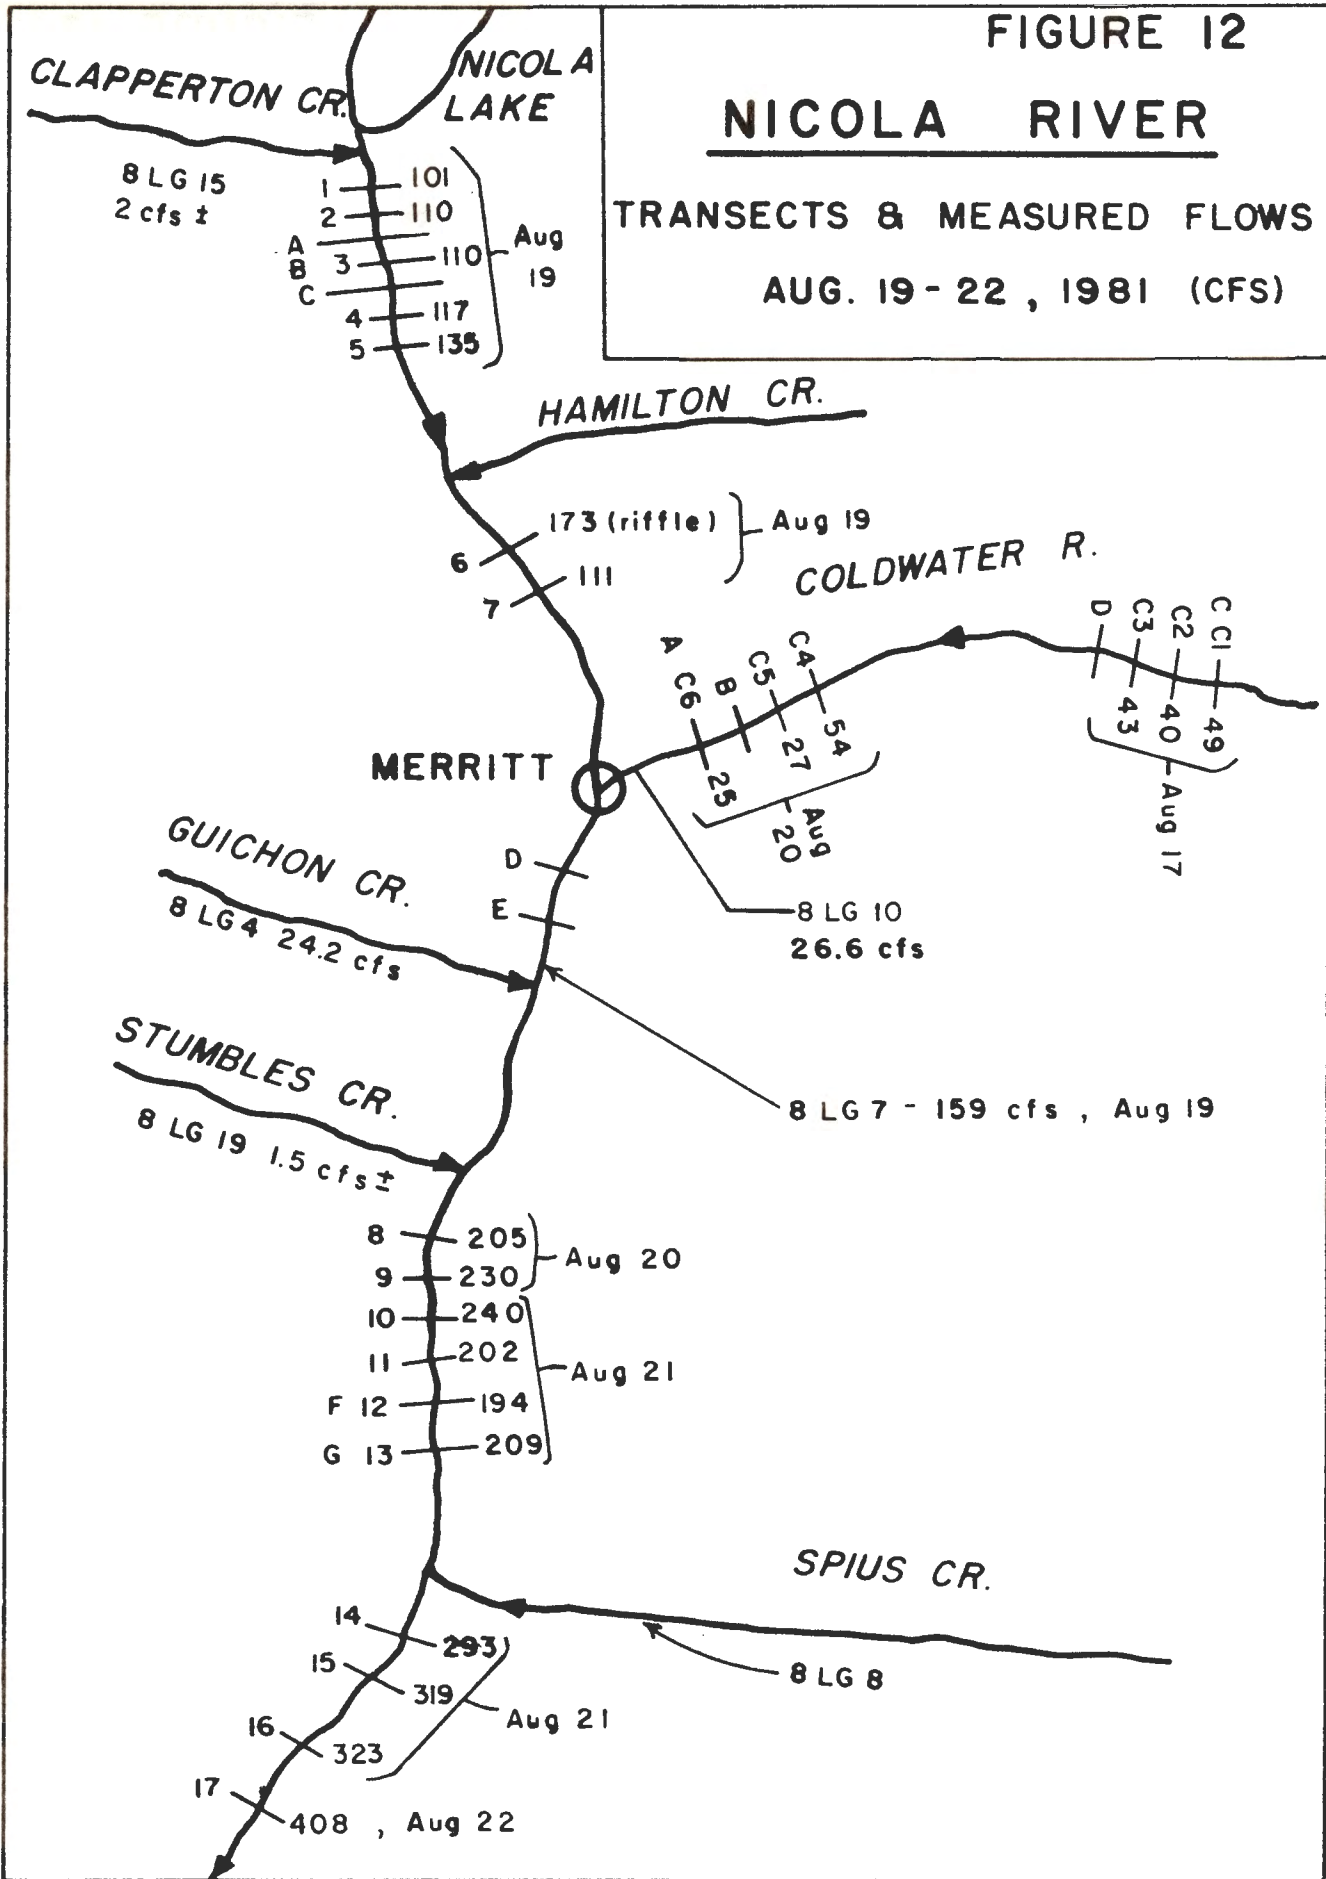 FIGURE 12
NICOLA RIVER
TRANSECTS & MEASURED FLOWS
AUG. 19-22, 1981 (CFS)
NICOLA
LAKE
CLAPPERTON CR.
8 LG 15
2 cfs ±
1 101
2 110
A
B 3 110
C
4 117
5 135
Aug
19
HAMILTON CR.
6 173 (riffle)
7 111
Aug 19
COLDWATER R.
C C1 49
C2 40
C3 43
D
Aug 17
C4 54
C5 27
B
A C6 25
Aug
20
MERRITT
8 LG 10
26.6 cfs
D
E
GUICHON CR.
8 LG4 24.2 cfs
8 LG 7 - 159 cfs, Aug 19
STUMBLES CR.
8 LG 19 1.5 cfs ±
8 205
9 230
Aug 20
10 240
11 202
F 12 194
G 13 209
Aug 21
SPIUS CR.
8 LG 8
14 293
15 319
16 323
Aug 21
17 408, Aug 22